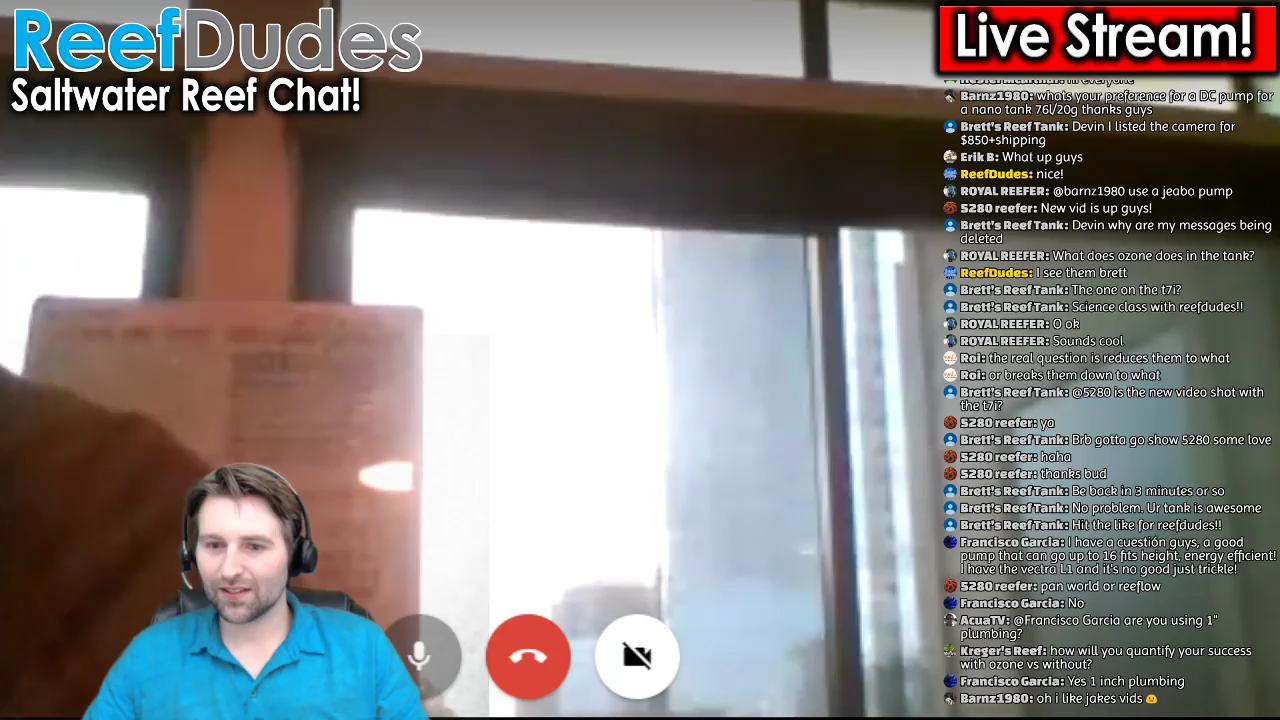 ReefDudes
Saltwater Reef Chat!
Live Stream!
Barnz1980: whats your preference for a DC pump for
a nano tank 76l/20g thanks guys
Brett's Reef Tank: Devin I listed the camera for
$850+shipping
Erik B: What up guys
ReefDudes: nice!
ROYAL REEFER: @barnz1980 use a jeabo pump
5280 reefer: New vid is up guys!
Brett's Reef Tank: Devin why are my messages being
deleted
ROYAL REEFER: What does ozone does in the tank?
ReefDudes: I see them brett
Brett's Reef Tank: The one on the t7i?
Brett's Reef Tank: Science class with reefdudes!!
ROYAL REEFER: O ok
ROYAL REEFER: Sounds cool
Roi: the real question is reduces them to what
Roi: or breaks them down to what
Brett's Reef Tank: @5280 is the new video shot with
the t7i?
5280 reefer: ya
Brett's Reef Tank: Brb gotta go show 5280 some love
5280 reefer: haha
5280 reefer: thanks bud
Brett's Reef Tank: Be back in 3 minutes or so
Brett's Reef Tank: No problem. Ur tank is awesome
Brett's Reef Tank: Hit the like for reefdudes!!
Francisco Garcia: I have a cuestión guys, a good
pump that can go up to 16 fits height, energy efficient!
I have the vectro L1 and it's no good just trickle!
5280 reefer: pan world or reeflow
Francisco Garcia: No
AcuaTV: @Francisco Garcia are you using 1"
plumbing?
Kreger's Reef: how will you quantify your success
with ozone vs without?
Francisco Garcia: Yes 1 inch plumbing
Barnz1980: oh i like jakes vids